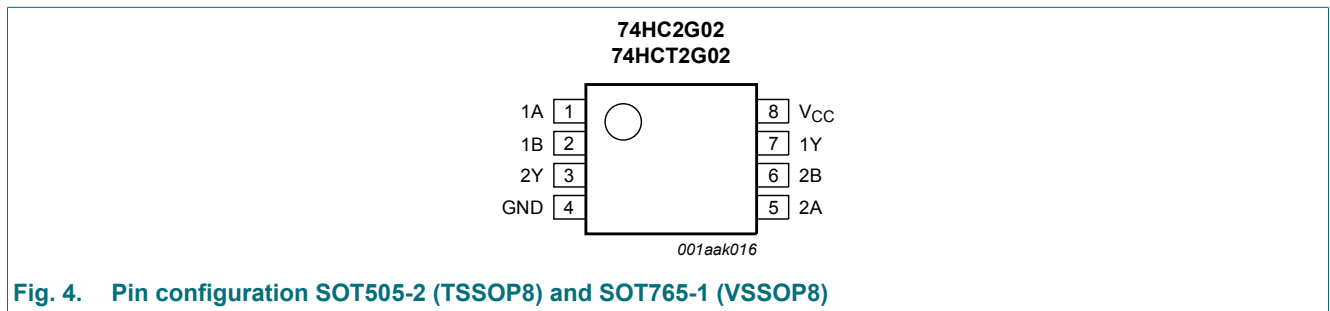 74HC2G02
74HCT2G02
1A 1 8 VCC
1B 2 7 1Y
2Y 3 6 2B
GND 4 5 2A
001aak016
Fig. 4. Pin configuration SOT505-2 (TSSOP8) and SOT765-1 (VSSOP8)